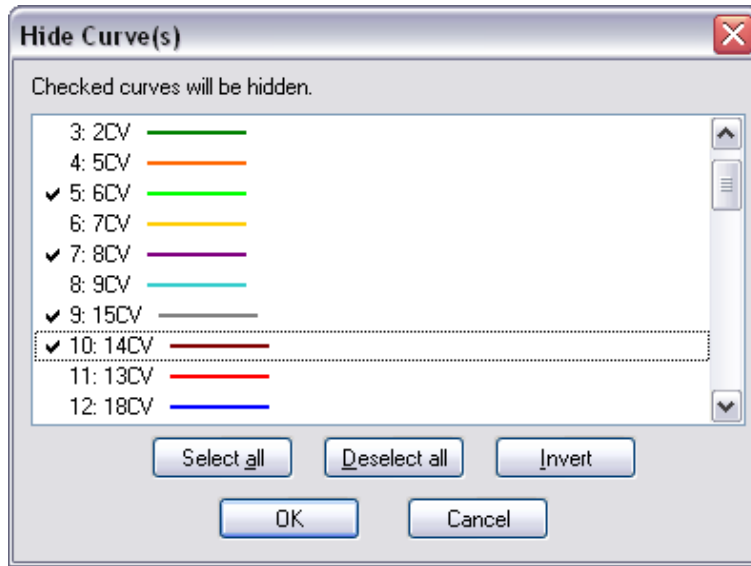 Hide Curve(s)
Checked curves will be hidden.
3: 2CV
4: 5CV
5: 6CV
6: 7CV
7: 8CV
8: 9CV
9: 15CV
10: 14CV
11: 13CV
12: 18CV
Select all Deselect all Invert
OK Cancel